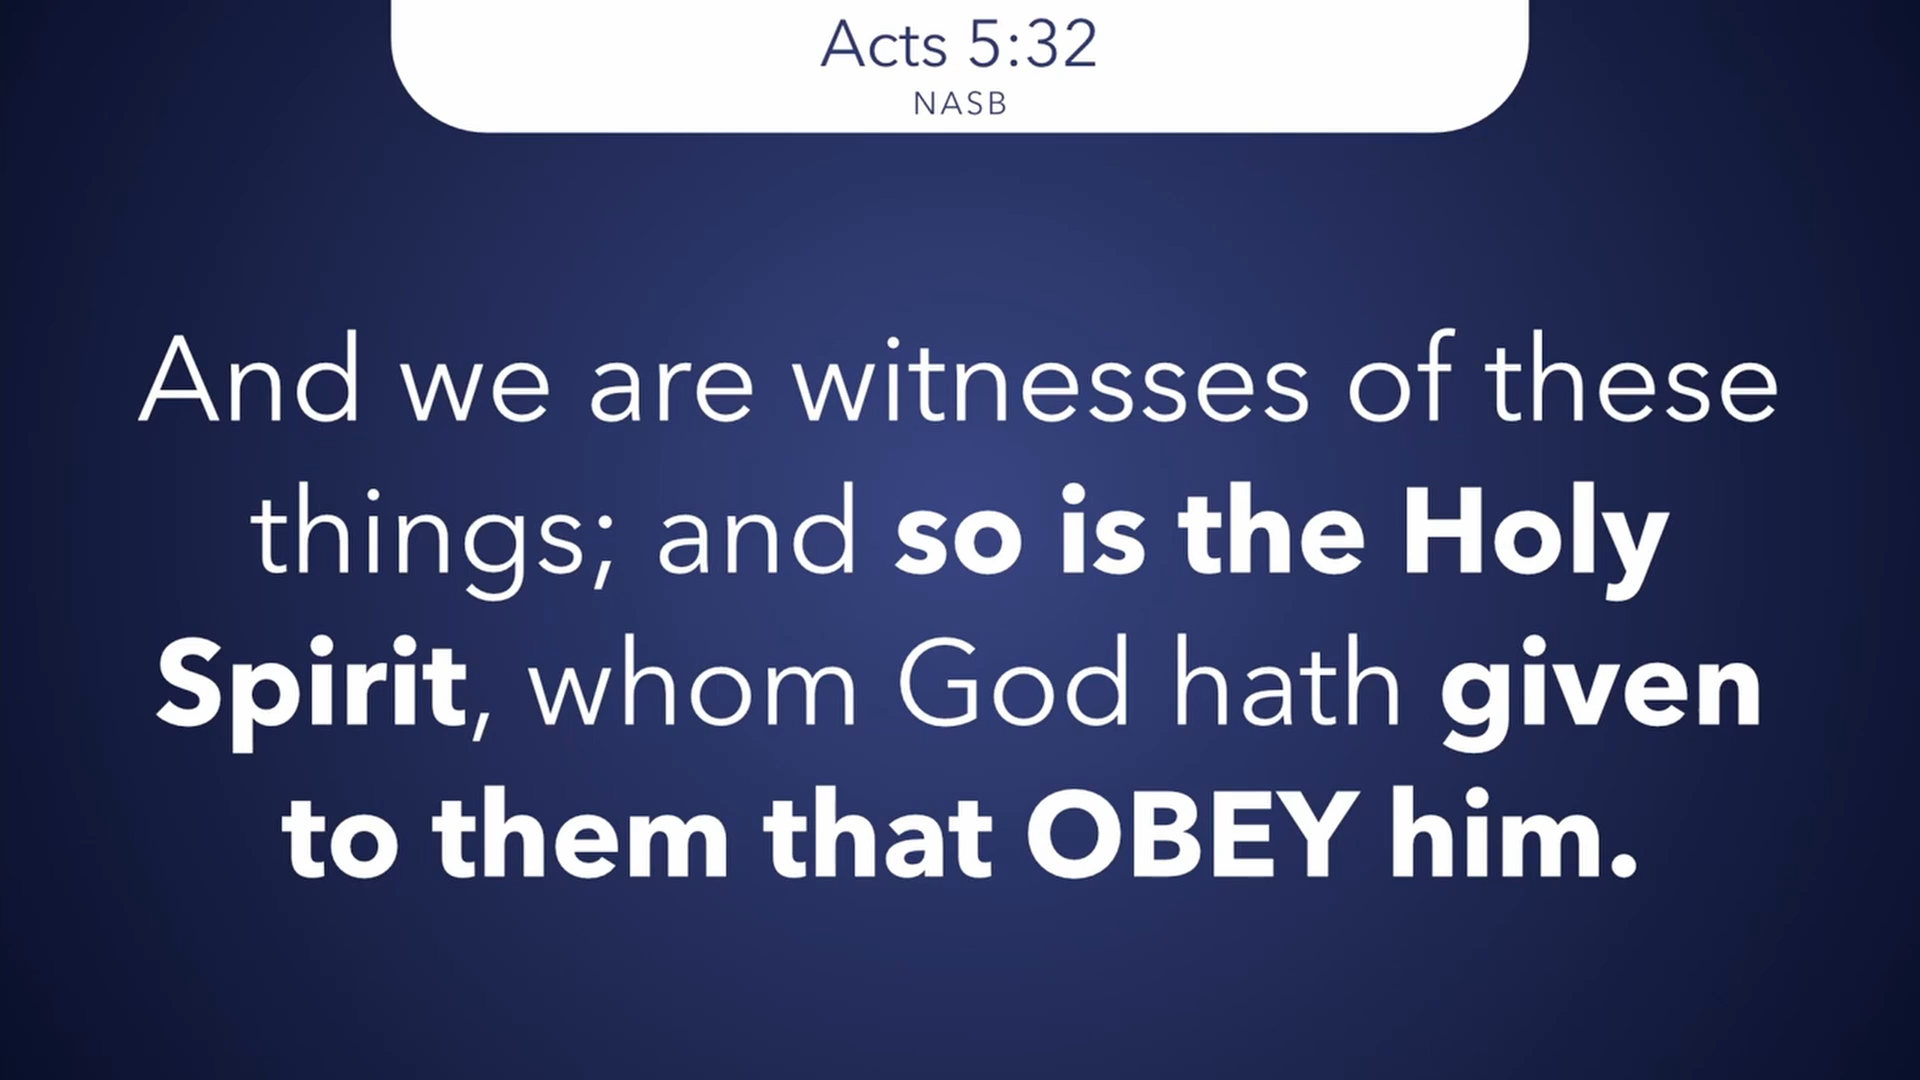 Acts 5:32
NASB
And we are witnesses of these
things; and so is the Holy
Spirit, whom God hath given
to them that OBEY him.